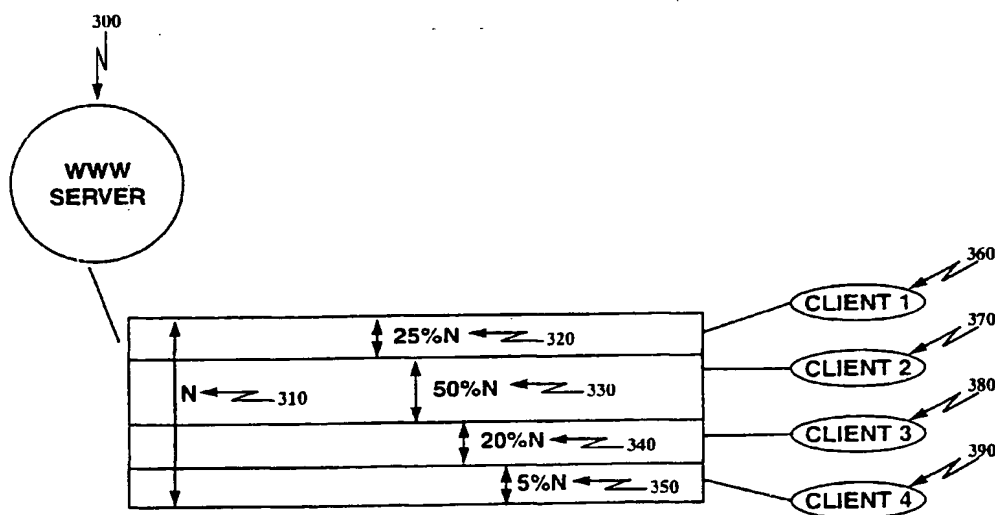 300
WWW
SERVER
360
CLIENT 1
25%N
320
370
CLIENT 2
N
310
50%N
330
380
CLIENT 3
20%N
340
390
CLIENT 4
5%N
350